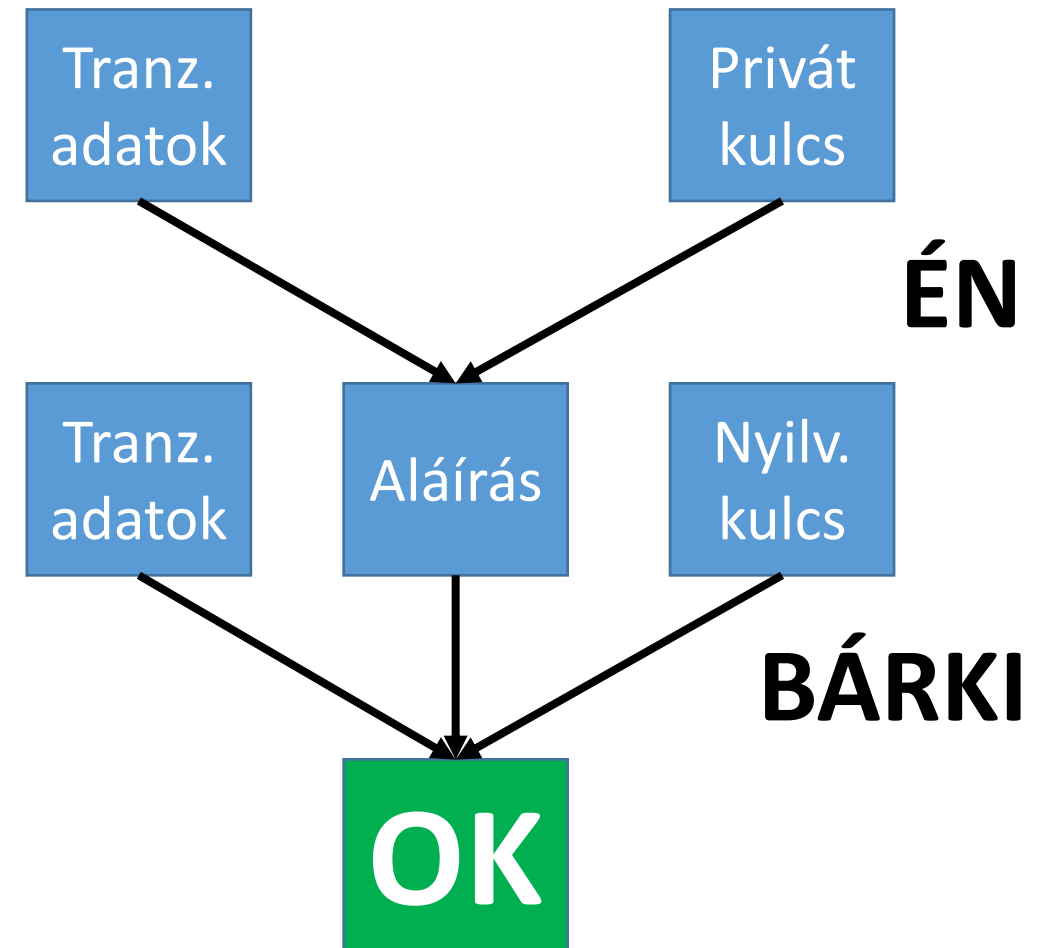 Tranz.
adatok
Privát
kulcs
ÉN
Tranz.
adatok
Aláírás
Nyilv.
kulcs
BÁRKI
OK